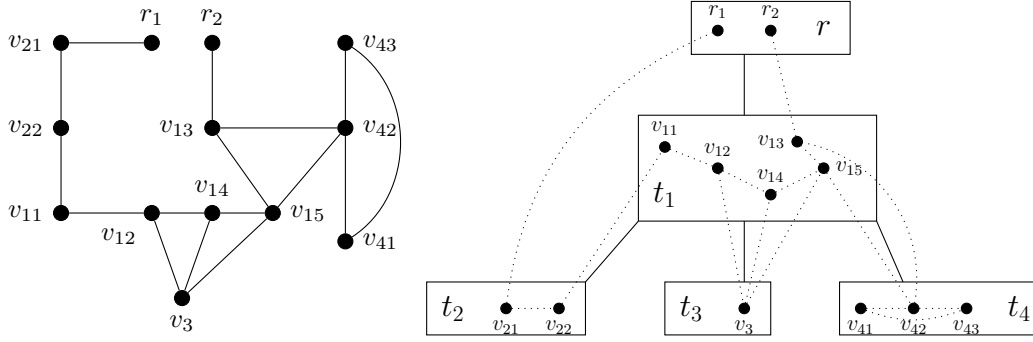 r₁ r₂
v₂₁ v₄₃
v₂₂ v₁₃ v₄₂
v₁₄
v₁₁ v₁₂ v₁₅
v₄₁
v₃
r₁ r₂ r
v₁₁ v₁₂ v₁₃ v₁₄ v₁₅
t₁
t₂ v₂₁ v₂₂
t₃ v₃
v₄₁ v₄₂ v₄₃ t₄